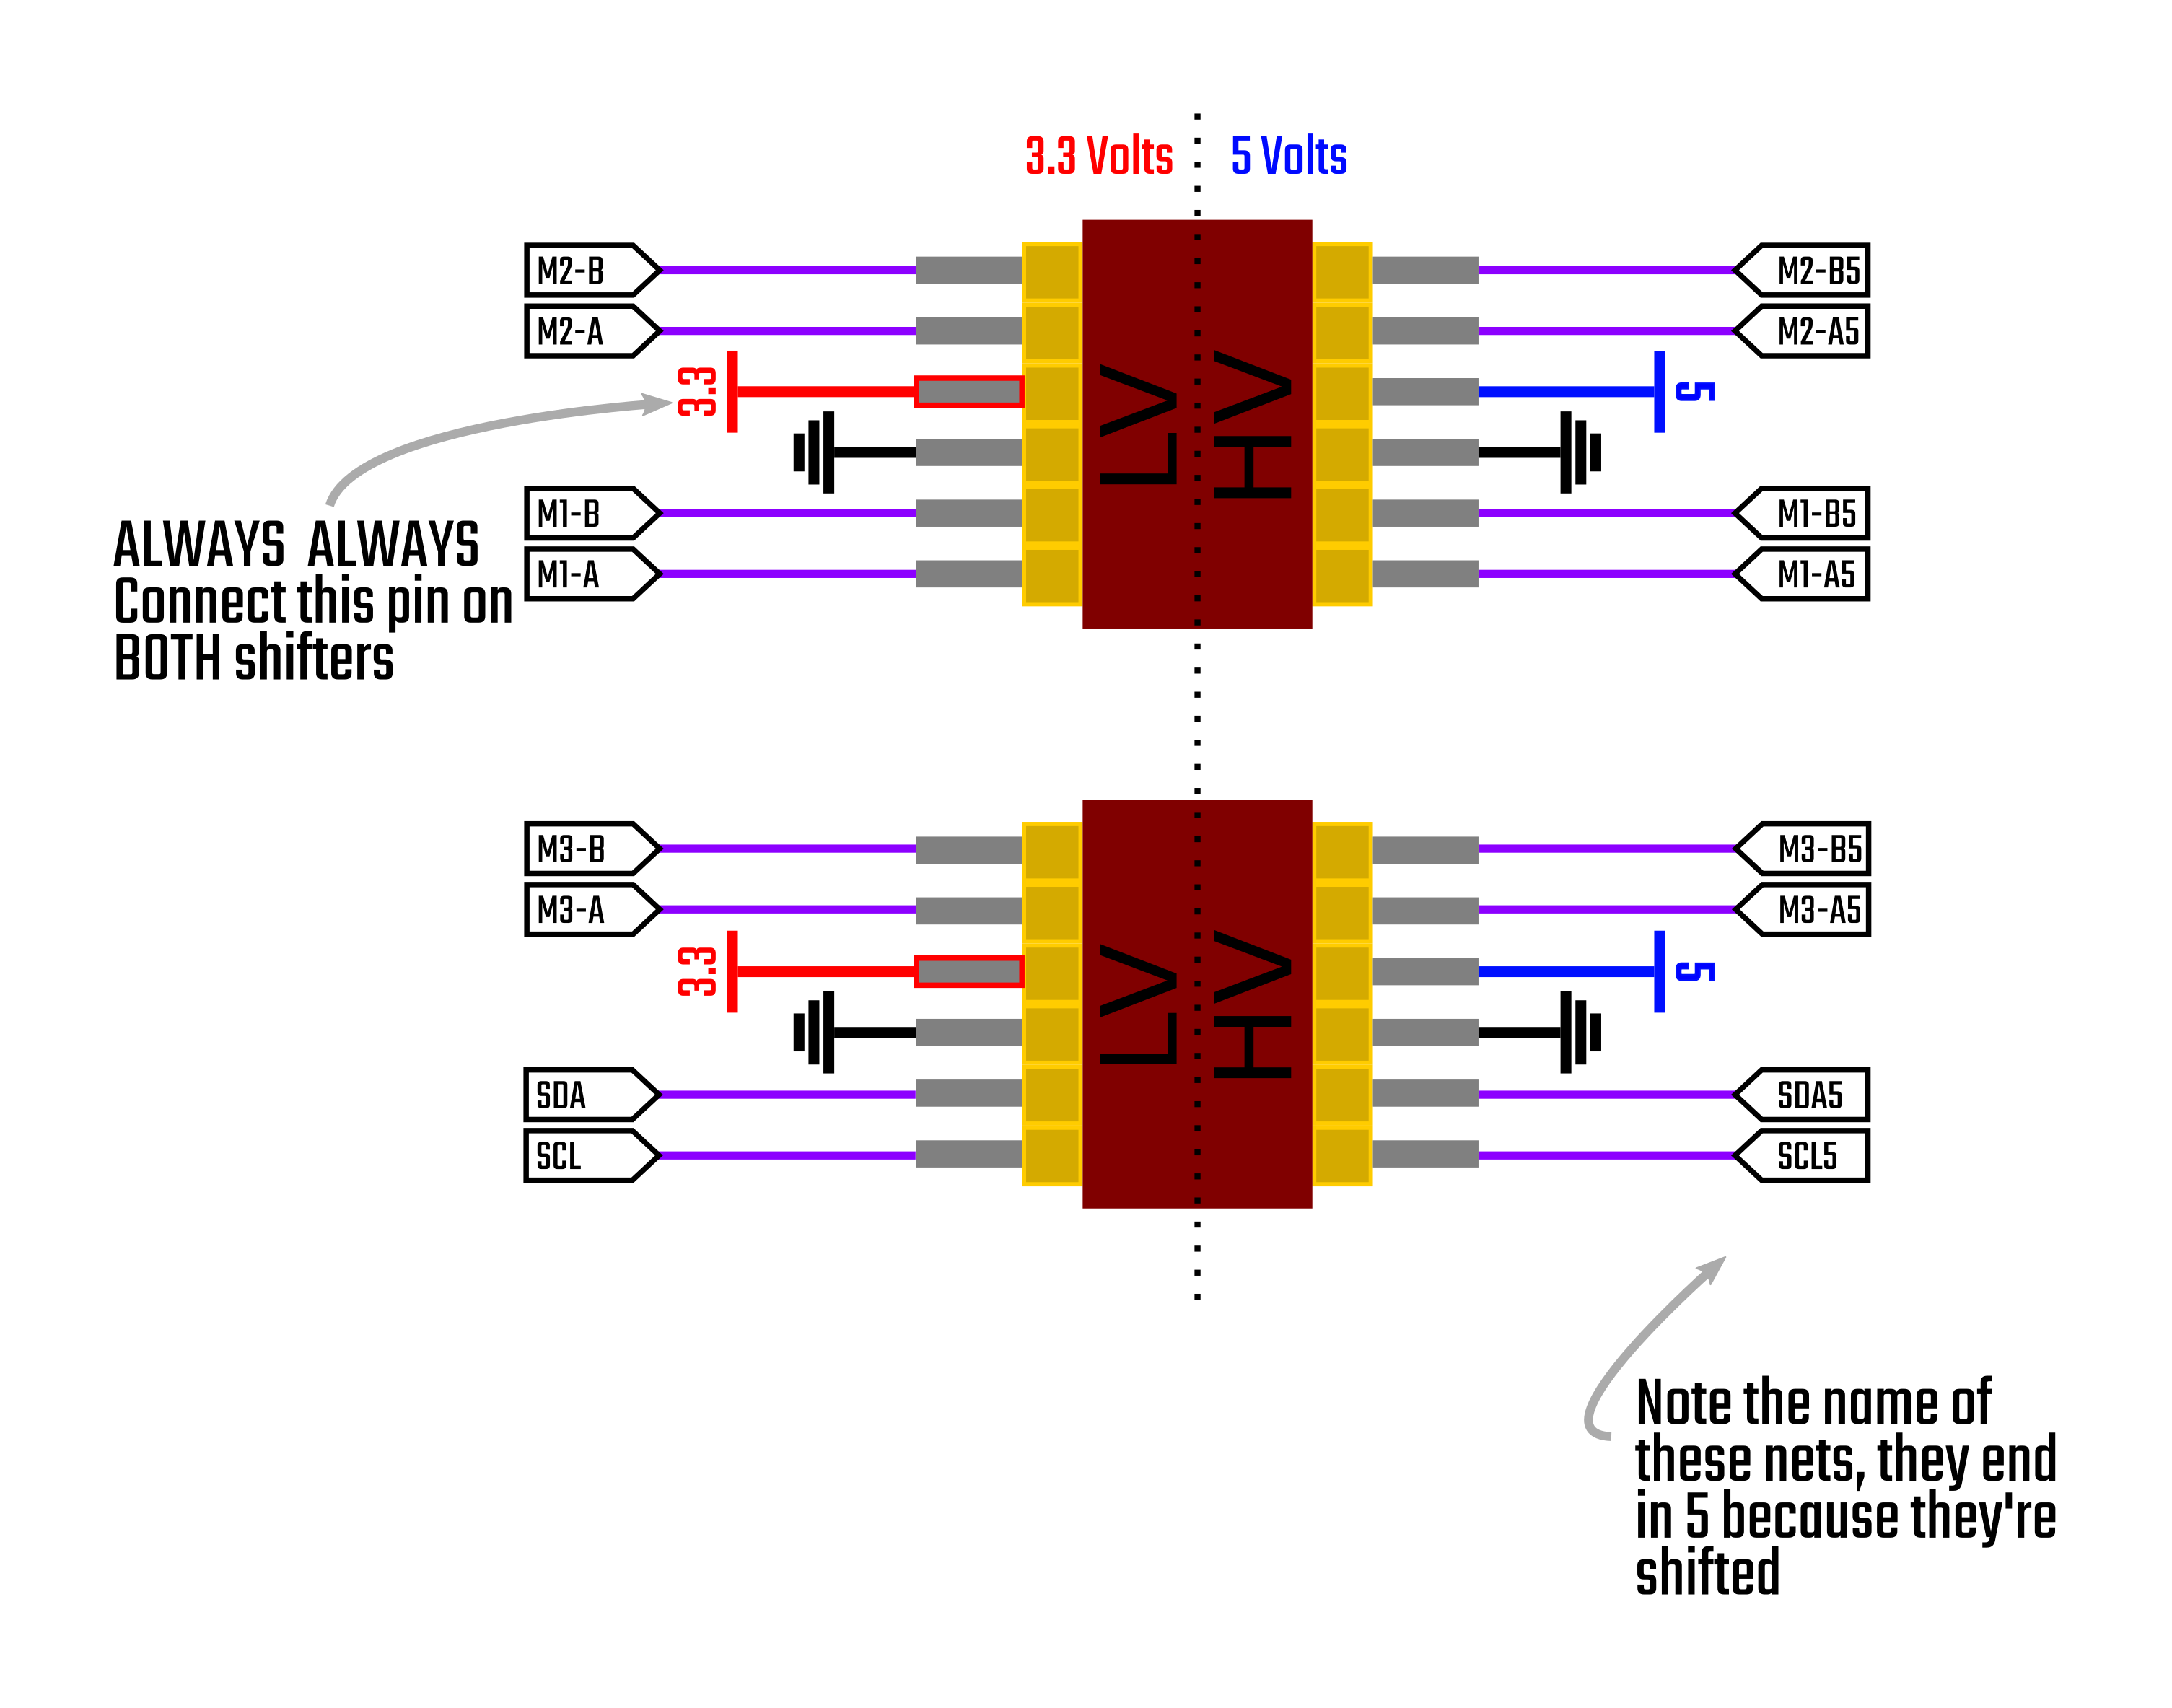 3.3 Volts
5 Volts
M2-B
M2-B5
M2-A
M2-A5
3.3
5
LV
HV
M1-B
M1-B5
M1-A
M1-A5
ALWAYS ALWAYS
Connect this pin on
BOTH shifters
M3-B
M3-B5
M3-A
M3-A5
3.3
5
LV
HV
SDA
SDA5
SCL
SCL5
Note the name of
these nets, they end
in 5 because they're
shifted